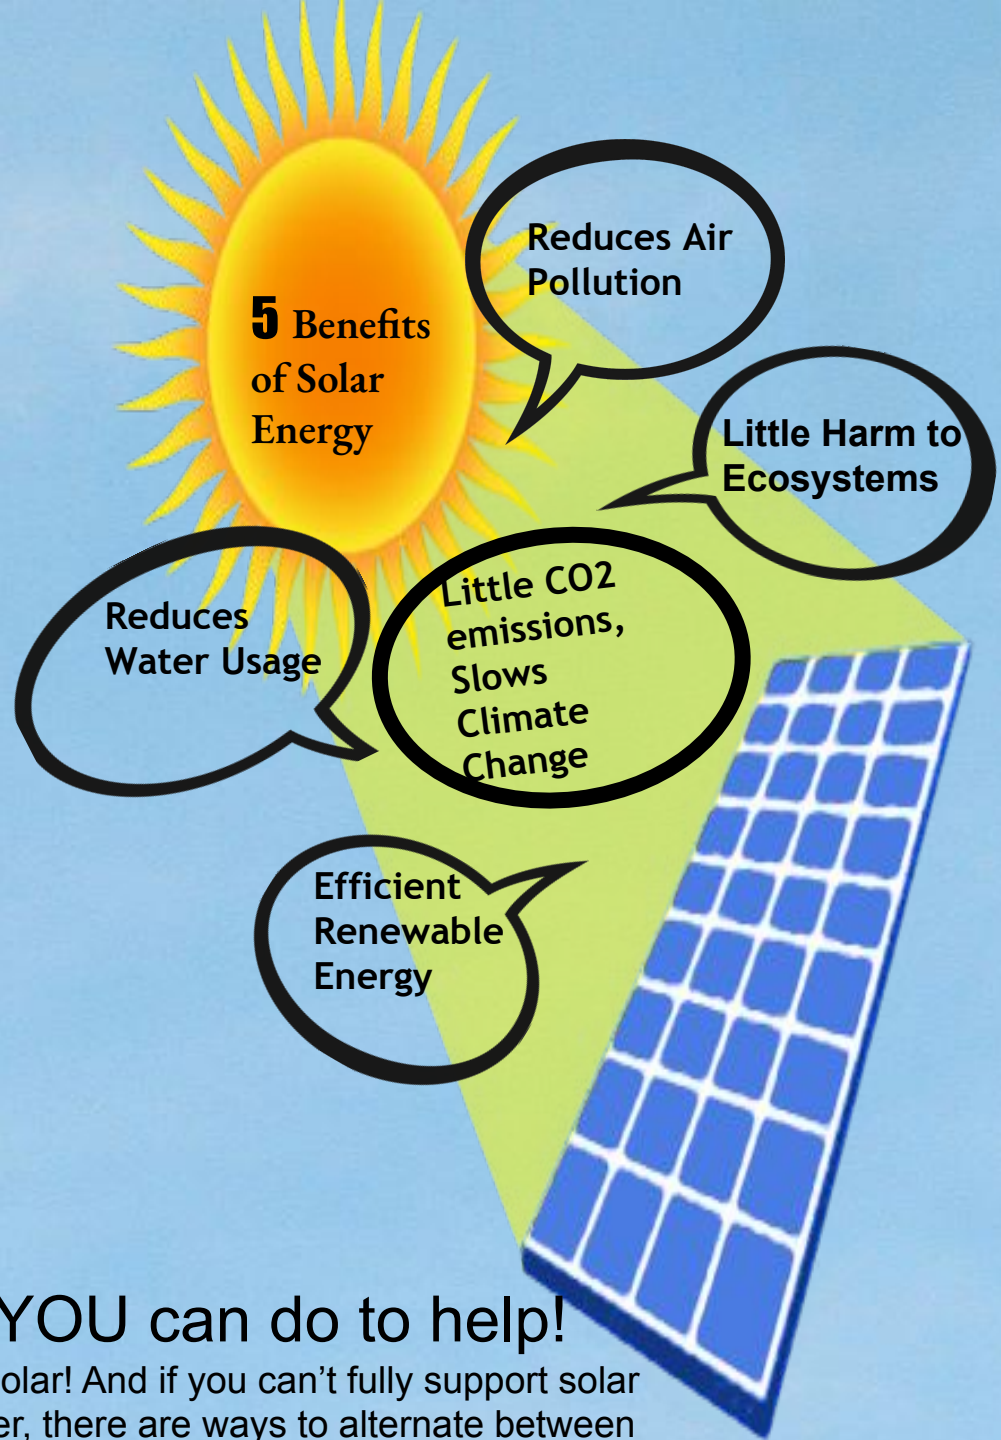 5 Benefits
of Solar
Energy
Reduces Air
Pollution
Little Harm to
Ecosystems
Reduces
Water Usage
Little CO2
emissions,
Slows
Climate
Change
Efficient
Renewable
Energy
YOU can do to help!
olar! And if you can’t fully support solar
er, there are ways to alternate between